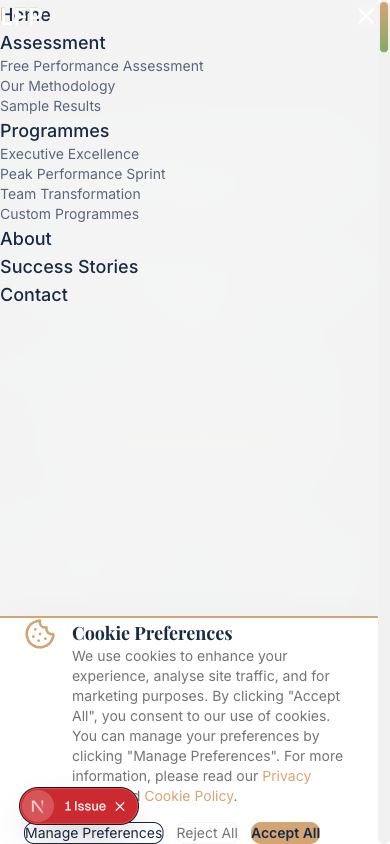 Home
Assessment
Free Performance Assessment
Our Methodology
Sample Results
Programmes
Executive Excellence
Peak Performance Sprint
Team Transformation
Custom Programmes
About
Success Stories
Contact
Cookie Preferences
We use cookies to enhance your
experience, analyse site traffic, and for
marketing purposes. By clicking "Accept
All", you consent to our use of cookies.
You can manage your preferences by
clicking "Manage Preferences". For more
information, please read our Privacy
Cookie Policy.
N 1 Issue
Manage Preferences Reject All Accept All